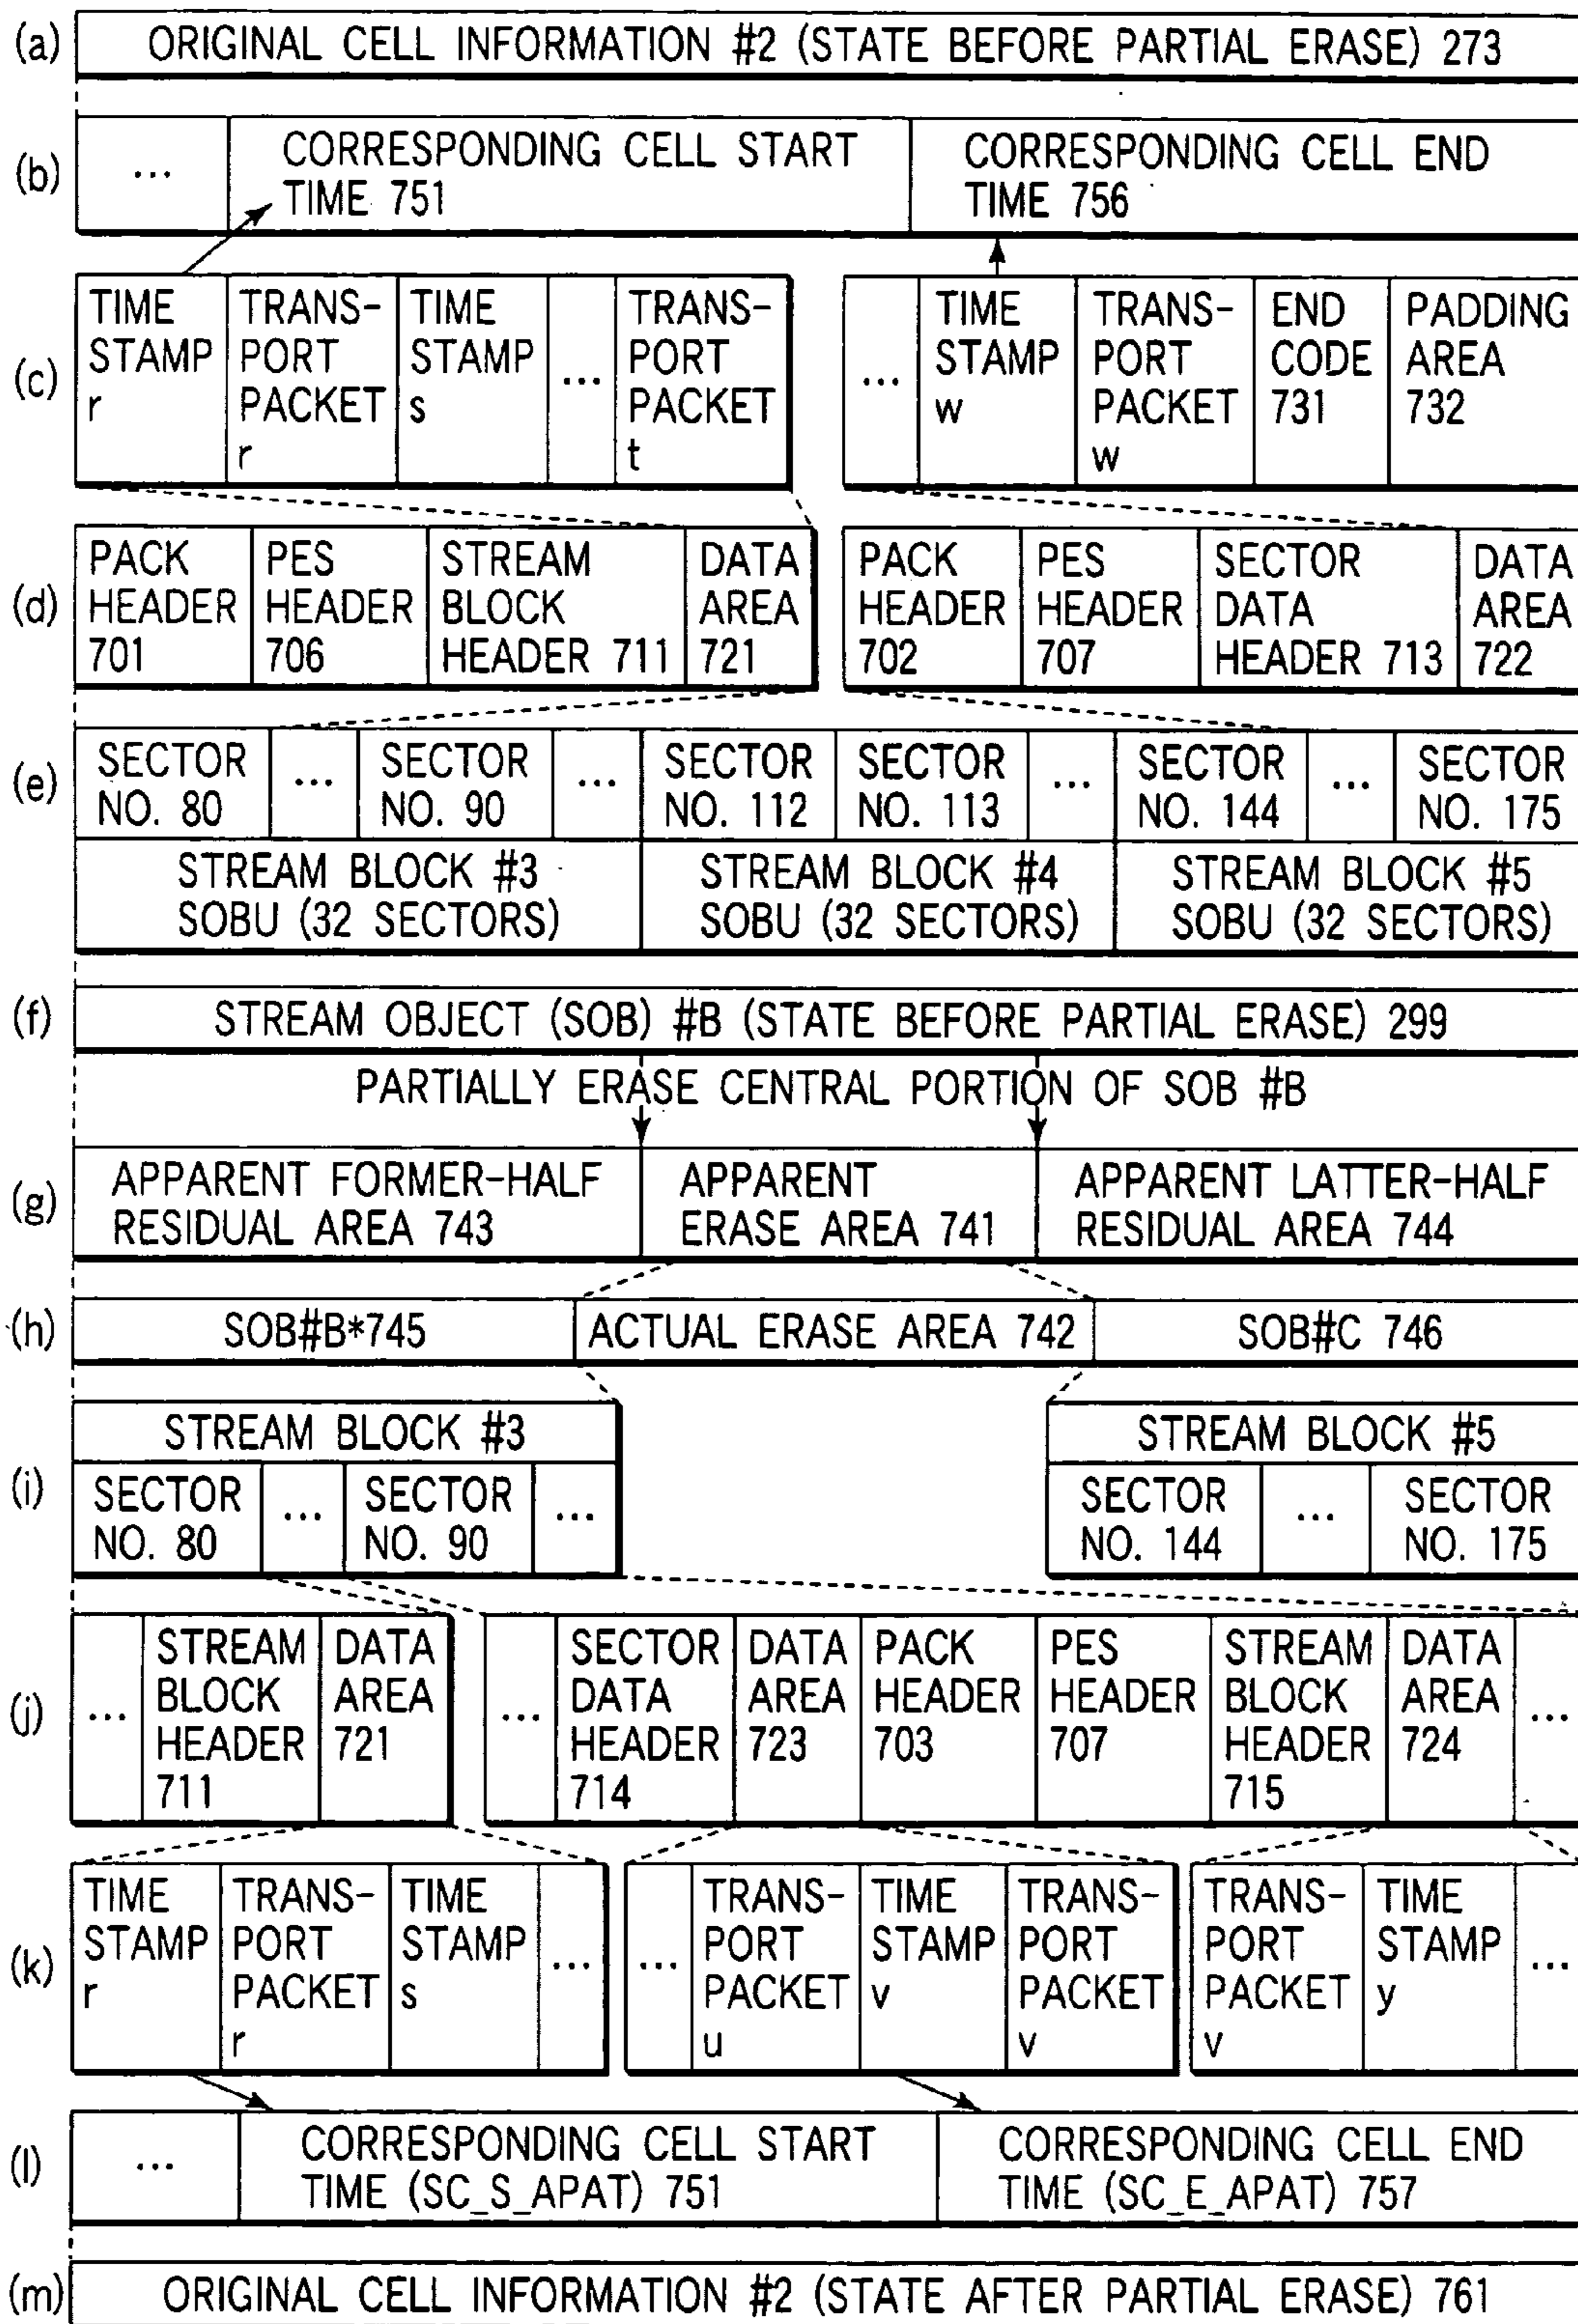 (a) ORIGINAL CELL INFORMATION #2 (STATE BEFORE PARTIAL ERASE) 273
(b) ... CORRESPONDING CELL START TIME 751 CORRESPONDING CELL END TIME 756
(c) TIME STAMP r TRANS-PORT PACKET r TIME STAMP s ... TRANS-PORT PACKET t ... TIME STAMP w TRANS-PORT PACKET w END CODE 731 PADDING AREA 732
(d) PACK HEADER 701 PES HEADER 706 STREAM BLOCK HEADER 711 DATA AREA 721 PACK HEADER 702 PES HEADER 707 SECTOR DATA HEADER 713 DATA AREA 722
(e) SECTOR NO. 80 ... SECTOR NO. 90 ... SECTOR NO. 112 SECTOR NO. 113 ... SECTOR NO. 144 ... SECTOR NO. 175
STREAM BLOCK #3 SOBU (32 SECTORS) STREAM BLOCK #4 SOBU (32 SECTORS) STREAM BLOCK #5 SOBU (32 SECTORS)
(f) STREAM OBJECT (SOB) #B (STATE BEFORE PARTIAL ERASE) 299
PARTIALLY ERASE CENTRAL PORTION OF SOB #B
(g) APPARENT FORMER-HALF RESIDUAL AREA 743 APPARENT ERASE AREA 741 APPARENT LATTER-HALF RESIDUAL AREA 744
(h) SOB#B*745 ACTUAL ERASE AREA 742 SOB#C 746
(i) STREAM BLOCK #3 STREAM BLOCK #5
SECTOR NO. 80 ... SECTOR NO. 90 ... SECTOR NO. 144 ... SECTOR NO. 175
(j) ... STREAM BLOCK HEADER 711 DATA AREA 721 ... SECTOR DATA HEADER 714 DATA AREA 723 PACK HEADER 703 PES HEADER 707 STREAM BLOCK HEADER 715 DATA AREA 724 ...
(k) TIME STAMP r TRANS-PORT PACKET r TIME STAMP s ... ... TRANS-PORT PACKET u TIME STAMP v TRANS-PORT PACKET v TRANS-PORT PACKET v TIME STAMP y ...
(l) ... CORRESPONDING CELL START TIME (SC_S_APAT) 751 CORRESPONDING CELL END TIME (SC_E_APAT) 757
(m) ORIGINAL CELL INFORMATION #2 (STATE AFTER PARTIAL ERASE) 761